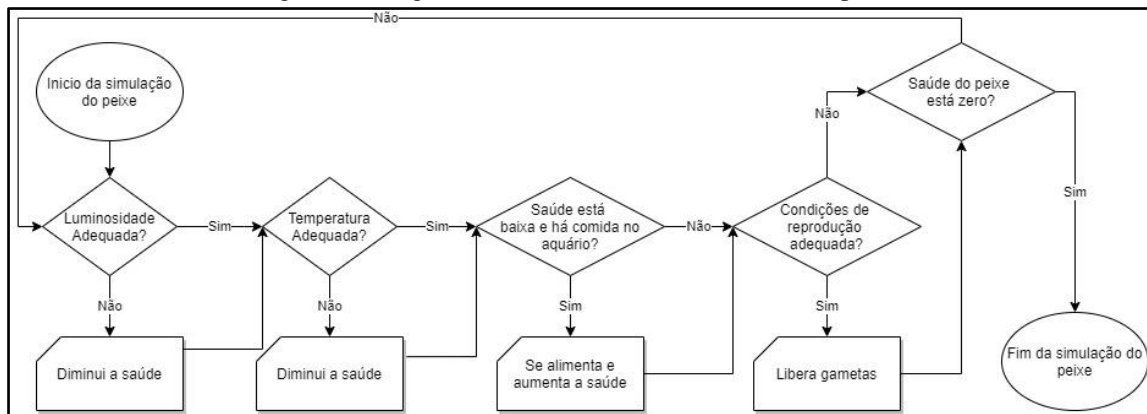 Não
Inicio da simulação
do peixe
Saúde do peixe
está zero?
Não
Luminosidade
Adequada?
Sim
Temperatura
Adequada?
Sim
Saúde está
baixa e há comida no
aquário?
Não
Condições de
reprodução
adequada?
Sim
Não
Não
Sim
Sim
Diminui a saúde
Diminui a saúde
Se alimenta e
aumenta a saúde
Libera gametas
Fim da simulação do
peixe